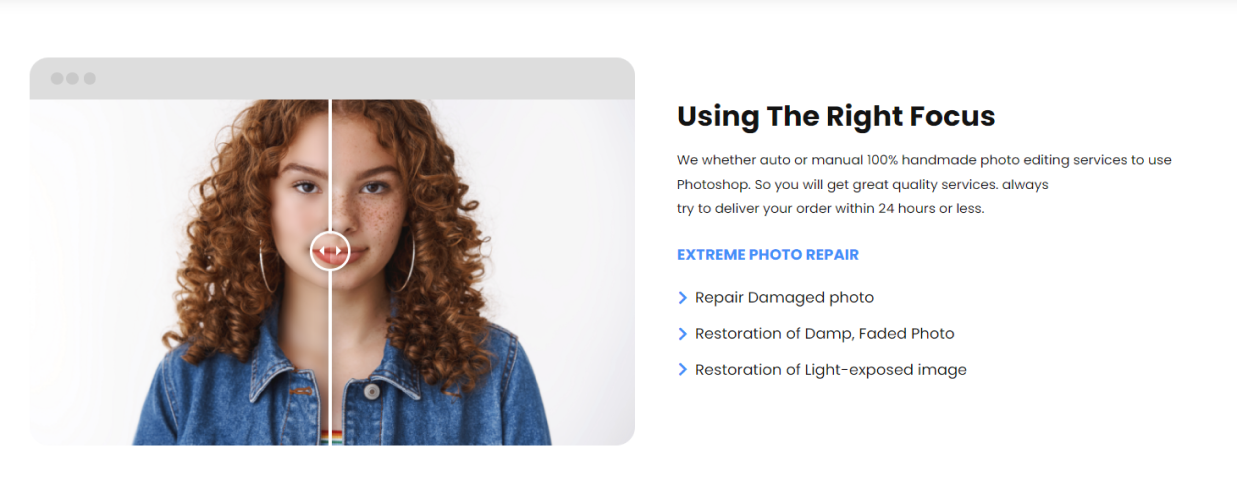 Using The Right Focus
We whether auto or manual 100% handmade photo editing services to use
Photoshop. So you will get great quality services. always
try to deliver your order within 24 hours or less.
EXTREME PHOTO REPAIR
Repair Damaged photo
Restoration of Damp, Faded Photo
Restoration of Light-exposed image